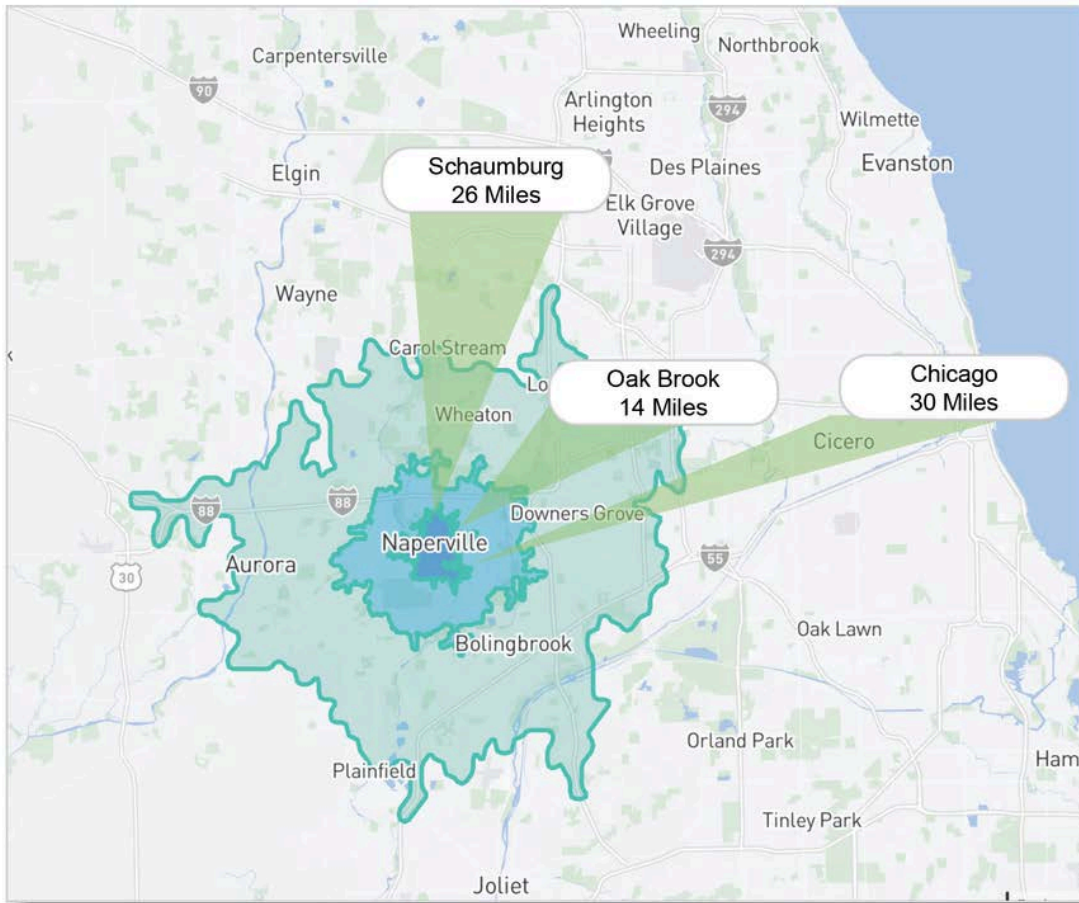 Wheeling
Northbrook
Carpentersville
90
294
Arlington
Heights
Wilmette
Des Plaines
Evanston
Schaumburg
26 Miles
Elgin
Elk Grove
Village
294
Wayne
Carol Stream
Lo
Oak Brook
14 Miles
Chicago
30 Miles
Wheaton
Cicero
88
88
Downers Grove
Naperville
Aurora
55
30
Oak Lawn
Bolingbrook
Orland Park
Ham
Plainfield
Tinley Park
Joliet